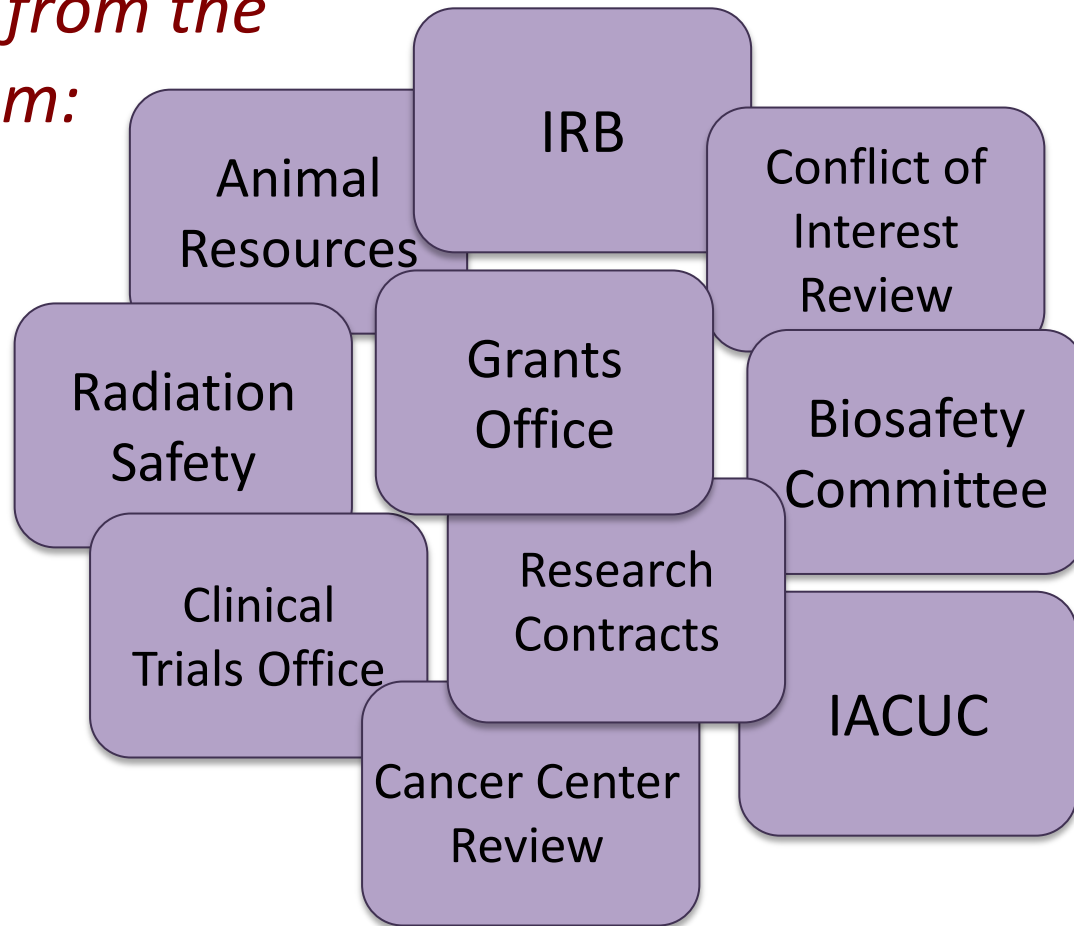 from the
m:
IRB
Animal
Resources
Conflict of
Interest
Review
Grants
Office
Radiation
Safety
Biosafety
Committee
Research
Contracts
Clinical
Trials Office
IACUC
Cancer Center
Review